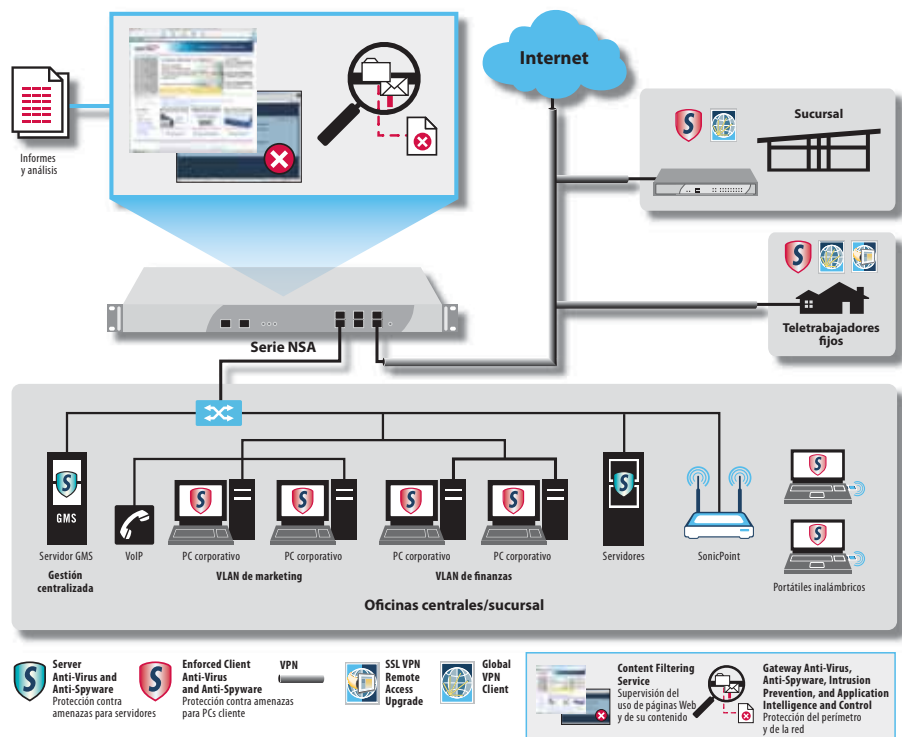 Internet
Sucursal
Informes
y análisis
Teletrabajadores
fijos
Serie NSA
GMS
Servidor GMS
Gestión
centralizada
VoIP
PC corporativo
PC corporativo
VLAN de marketing
PC corporativo
PC corporativo
VLAN de finanzas
Servidores
SonicPoint
Portátiles inalámbricos
Oficinas centrales/sucursal
S
Server
Anti-Virus and
Anti-Spyware
Protección contra
amenazas para servidores
S
Enforced Client
Anti-Virus
and Anti-Spyware
Protección contra amenazas
para PCs cliente
VPN
SSL VPN
Remote
Access
Upgrade
Global
VPN
Client
Content Filtering
Service
Supervisión del
uso de páginas Web
y de su contenido
Gateway Anti-Virus,
Anti-Spyware, Intrusion
Prevention, and Application
Intelligence and Control
Protección del perímetro
y de la red